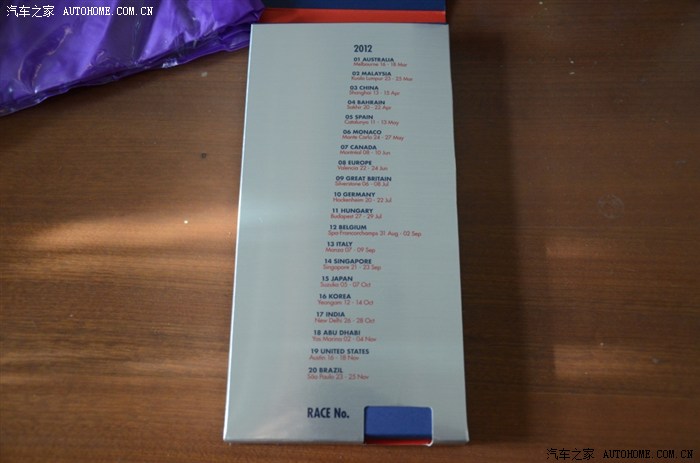 汽车之家 AUTOHOME.COM.CN
2012
01 AUSTRALIA
Melbourne 16 - 18 Mar
02 MALAYSIA
Kuala Lumpur 23 - 25 Mar
03 CHINA
Shanghai 13 - 15 Apr
04 BAHRAIN
Sakhir 20 - 22 Apr
05 SPAIN
Catalunya 11 - 13 May
06 MONACO
Monte Carlo 24 - 27 May
07 CANADA
Montréal 08 - 10 Jun
08 EUROPE
Valencia 22 - 24 Jun
09 GREAT BRITAIN
Silverstone 06 - 08 Jul
10 GERMANY
Hockenheim 20 - 22 Jul
11 HUNGARY
Budapest 27 - 29 Jul
12 BELGIUM
Spa-Francorchamps 31 Aug - 02 Sep
13 ITALY
Monza 07 - 09 Sep
14 SINGAPORE
Singapore 21 - 23 Sep
15 JAPAN
Suzuka 05 - 07 Oct
16 KOREA
Yeongam 12 - 14 Oct
17 INDIA
New Delhi 26 - 28 Oct
18 ABU DHABI
Yas Marina 02 - 04 Nov
19 UNITED STATES
Austin 16 - 18 Nov
20 BRAZIL
São Paulo 23 - 25 Nov
RACE No.
汽车之家 AUTOHOME.COM.CN